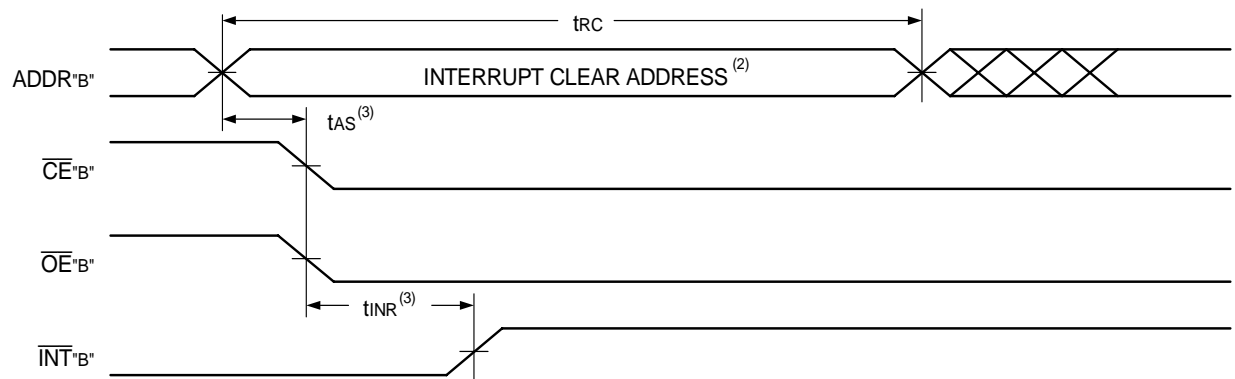 tRC
ADDR"B"
INTERRUPT CLEAR ADDRESS (2)
tAS(3)
CE"B"
OE"B"
tINR(3)
INT"B"